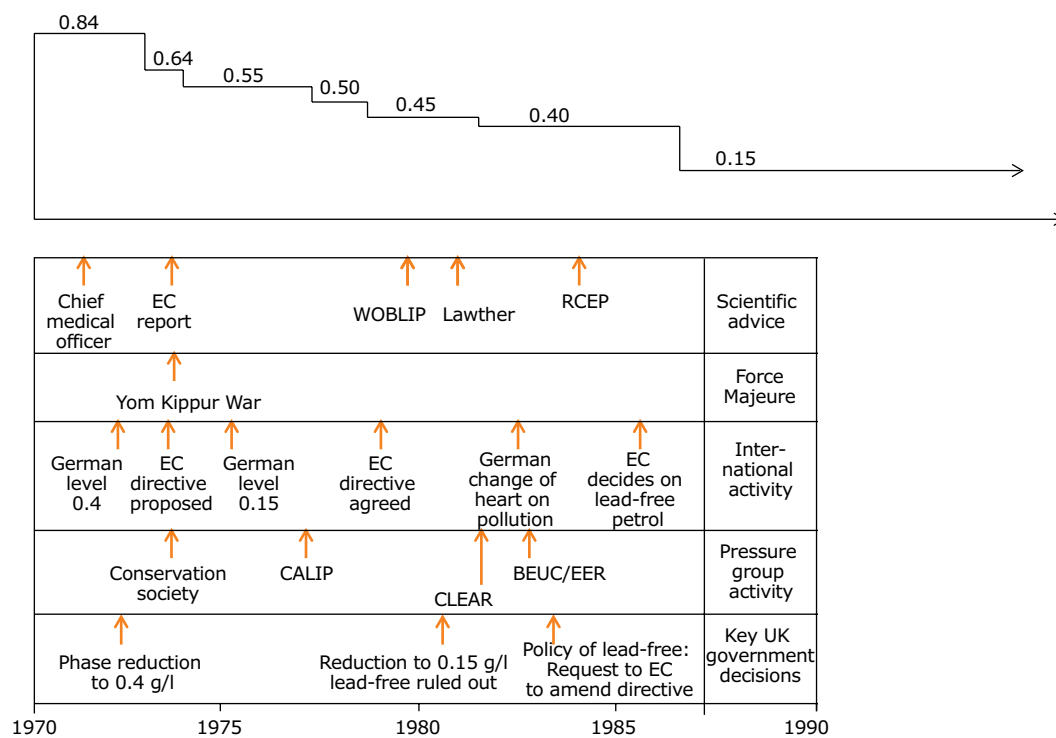 0.84
0.64
0.55
0.50
0.45
0.40
0.15
Chief
medical
officer
EC
report
WOBLIP
Lawther
RCEP
Scientific
advice
Yom Kippur War
Force
Majeure
German
level
0.4
EC
directive
proposed
German
level
0.15
EC
directive
agreed
German
change of
heart on
pollution
EC
decides on
lead-free
petrol
Inter-
national
activity
Conservation
society
CALIP
CLEAR
BEUC/EER
Pressure
group
activity
Phase reduction
to 0.4 g/l
Reduction to 0.15 g/l
lead-free ruled out
Policy of lead-free:
Request to EC
to amend directive
Key UK
government
decisions
1970
1975
1980
1985
1990